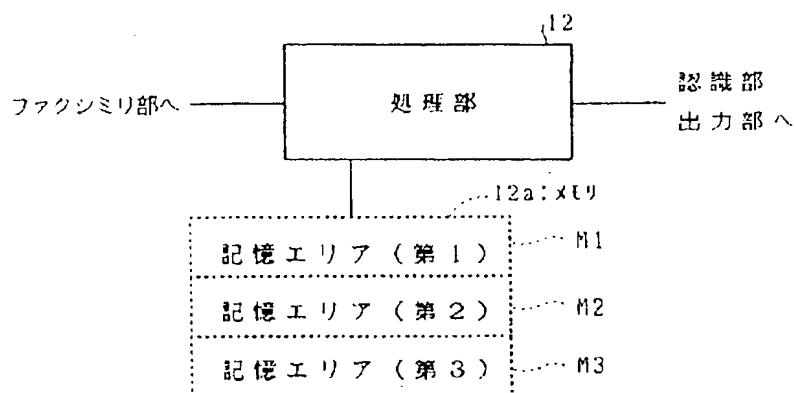 12
ファクシミリ部へ
処理部
認識部
出力部へ
12a:メモリ
記憶エリア(第1)
M1
記憶エリア(第2)
M2
記憶エリア(第3)
M3